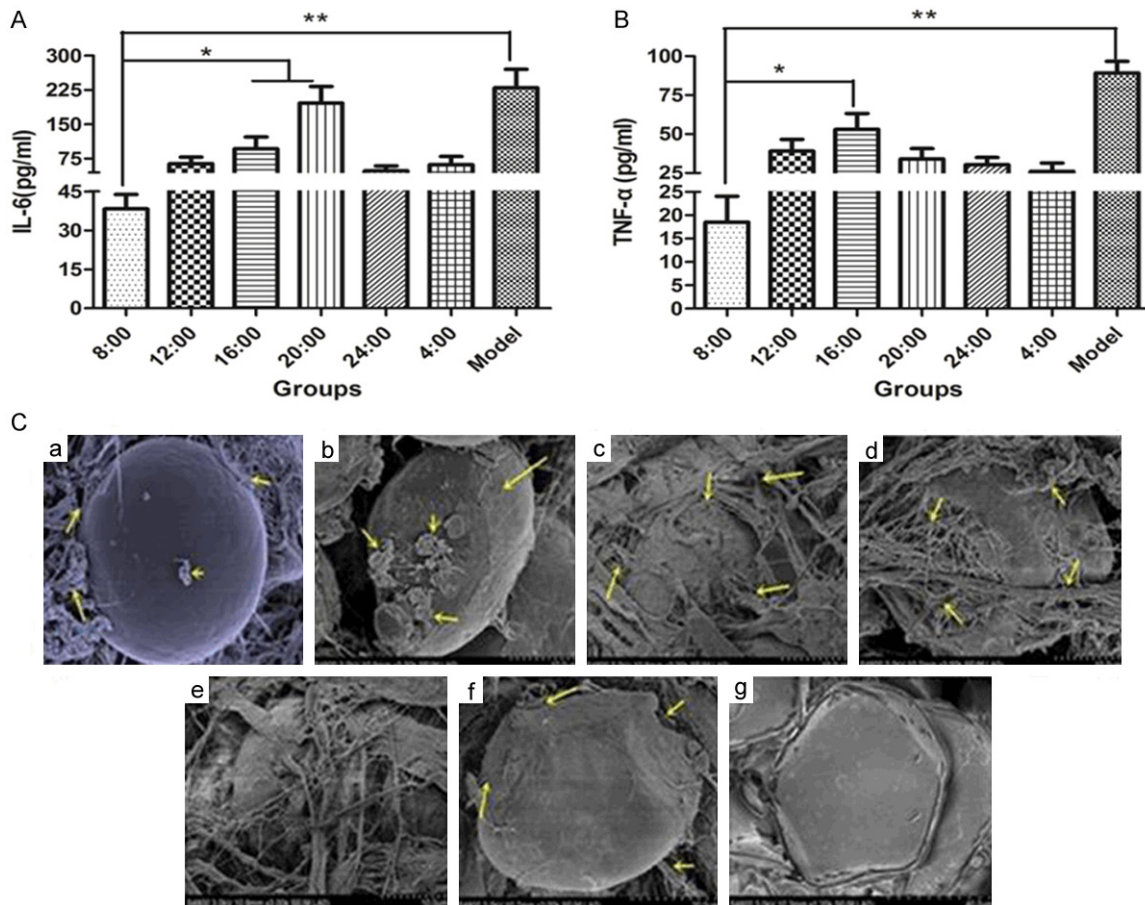 A
**
*
300
225
150
75
45
30
15
0
IL-6(pg/ml)
8:00
12:00
16:00
20:00
24:00
4:00
Model
Groups
B
**
*
100
75
50
25
25
20
15
10
5
0
TNF-α (pg/ml)
8:00
12:00
16:00
20:00
24:00
4:00
Model
Groups
C
a
b
c
d
e
f
g